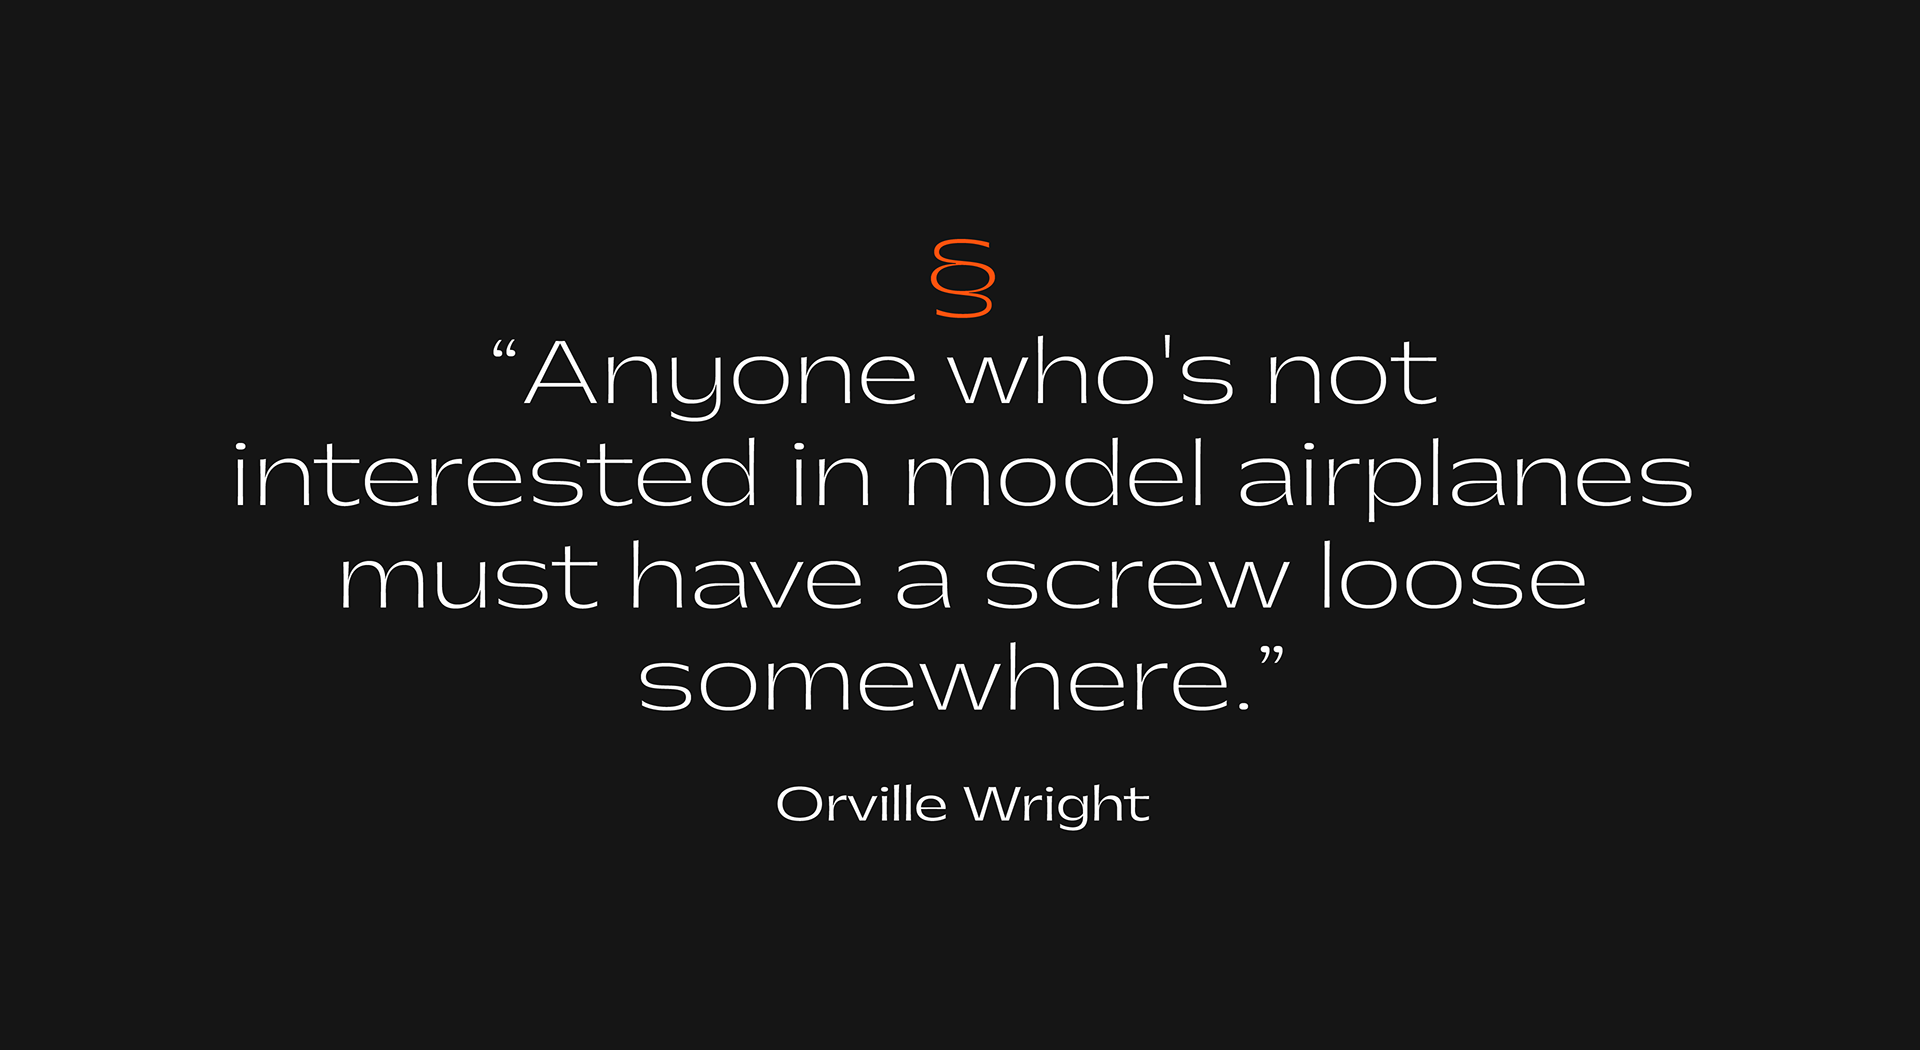 §
“Anyone who's not
interested in model airplanes
must have a screw loose
somewhere.”
Orville Wright